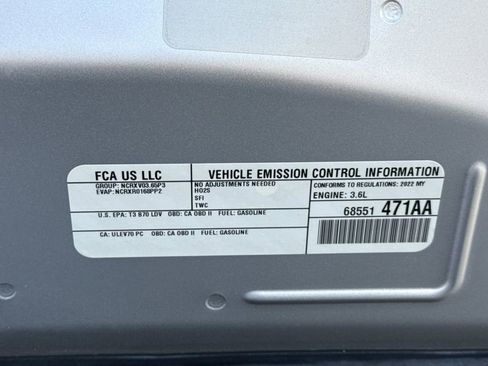 FCA US LLC
GROUP: NCRXV03.65P3
EVAP: NCRXR0168PP2
VEHICLE EMISSION CONTROL INFORMATION
NO ADJUSTMENTS NEEDED
HO2S
SFI
TWC
CONFORMS TO REGULATIONS: 2022 MY
ENGINE: 3.6L
68551 471AA
U.S. EPA: T3 B70 LDV OBD: CA OBD II FUEL: GASOLINE
CA: ULEV70 PC OBD: CA OBD II FUEL: GASOLINE